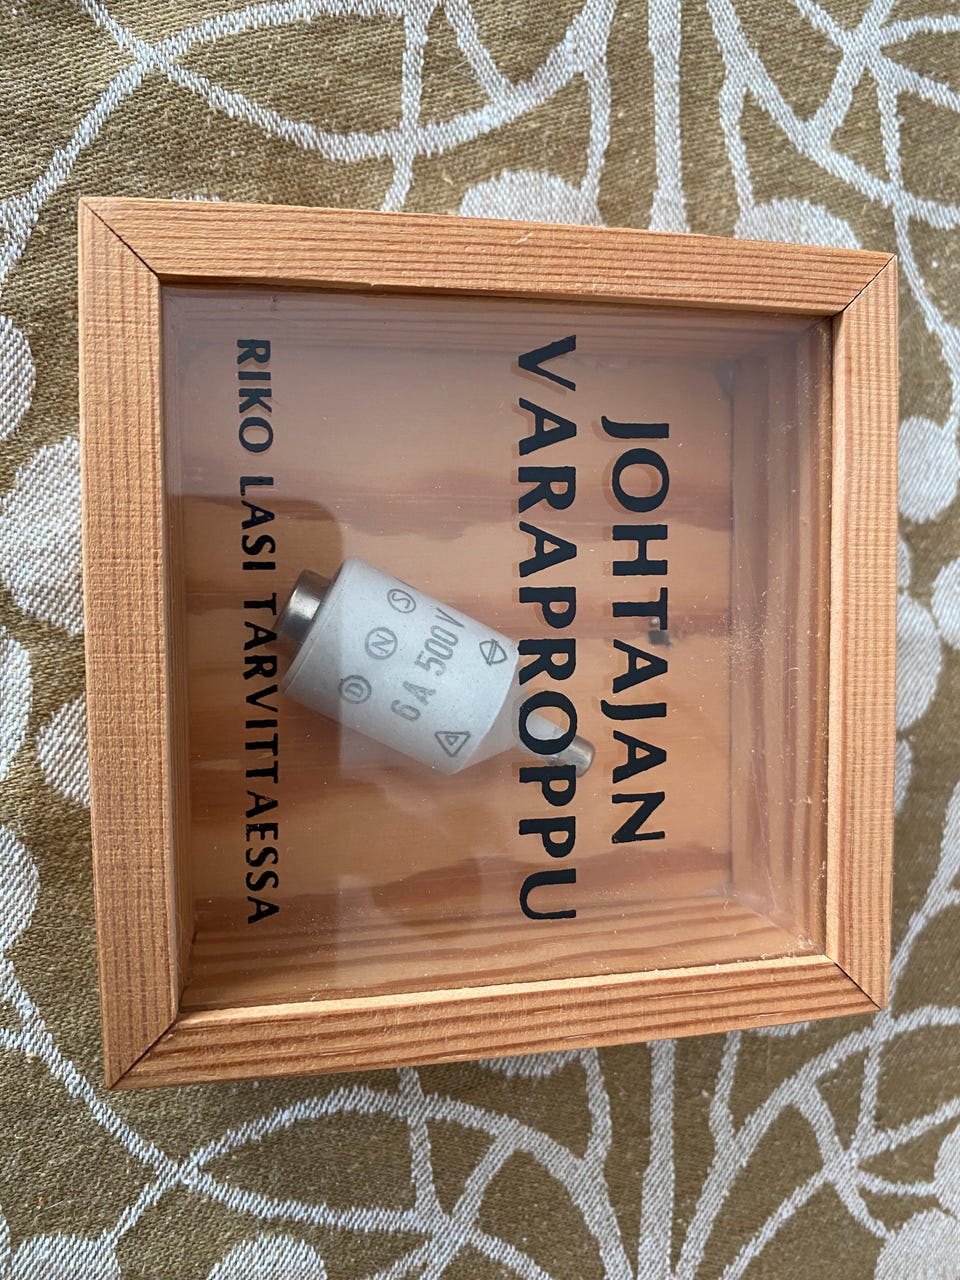 JOHTAJAN
VARAPROPPU
6A 500V
S
N
D
RIKO LASI TARVITTAESSA